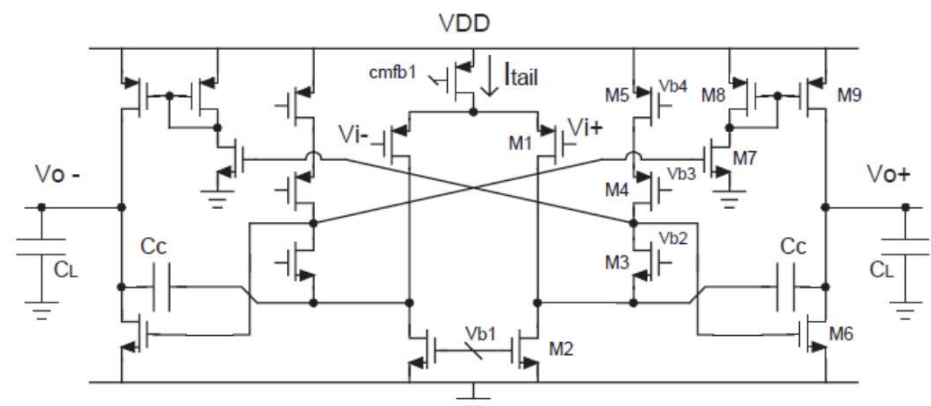 VDD
cmfb1
Itail
M5
Vb4
M8
M9
Vi-
M1
Vi+
M7
Vo -
M4
Vb3
Vo+
Cc
M3
Vb2
Cc
CL
CL
Vb1
M2
M6